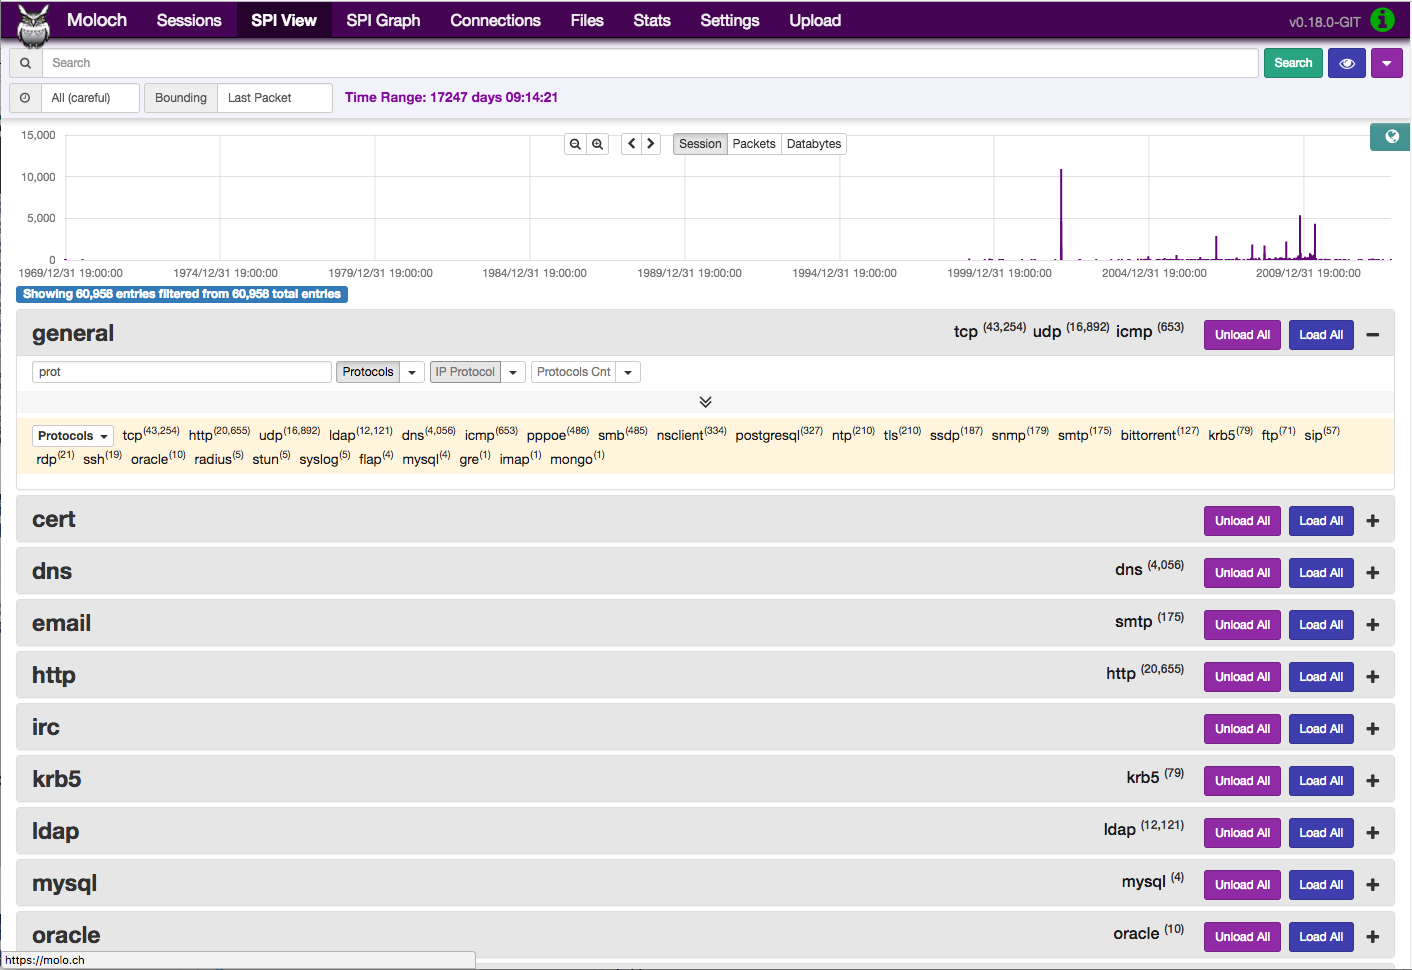 Moloch Sessions SPI View SPI Graph Connections Files Stats Settings Upload v0.18.0-GIT
Search Search
All (careful) Bounding Last Packet Time Range: 17247 days 09:14:21
Session Packets Databytes
15,000
10,000
5,000
0
1969/12/31 19:00:00 1974/12/31 19:00:00 1979/12/31 19:00:00 1984/12/31 19:00:00 1989/12/31 19:00:00 1994/12/31 19:00:00 1999/12/31 19:00:00 2004/12/31 19:00:00 2009/12/31 19:00:00
Showing 60,958 entries filtered from 60,958 total entries
general tcp (43,254) udp (16,892) icmp (653) Unload All Load All
prot Protocols IP Protocol Protocols Cnt
Protocols tcp(43,254) http(20,655) udp(16,892) ldap(12,121) dns(4,056) icmp(653) pppoe(486) smb(485) nsclient(334) postgresql(327) ntp(210) tls(210) ssdp(187) snmp(179) smtp(175) bittorrent(127) krb5(79) ftp(71) sip(57)
rdp(21) ssh(19) oracle(10) radius(5) stun(5) syslog(5) flap(4) mysql(4) gre(1) imap(1) mongo(1)
cert Unload All Load All
dns dns (4,056) Unload All Load All
email smtp (175) Unload All Load All
http http (20,655) Unload All Load All
irc Unload All Load All
krb5 krb5 (79) Unload All Load All
ldap ldap (12,121) Unload All Load All
mysql mysql (4) Unload All Load All
oracle oracle (10) Unload All Load All
https://molo.ch